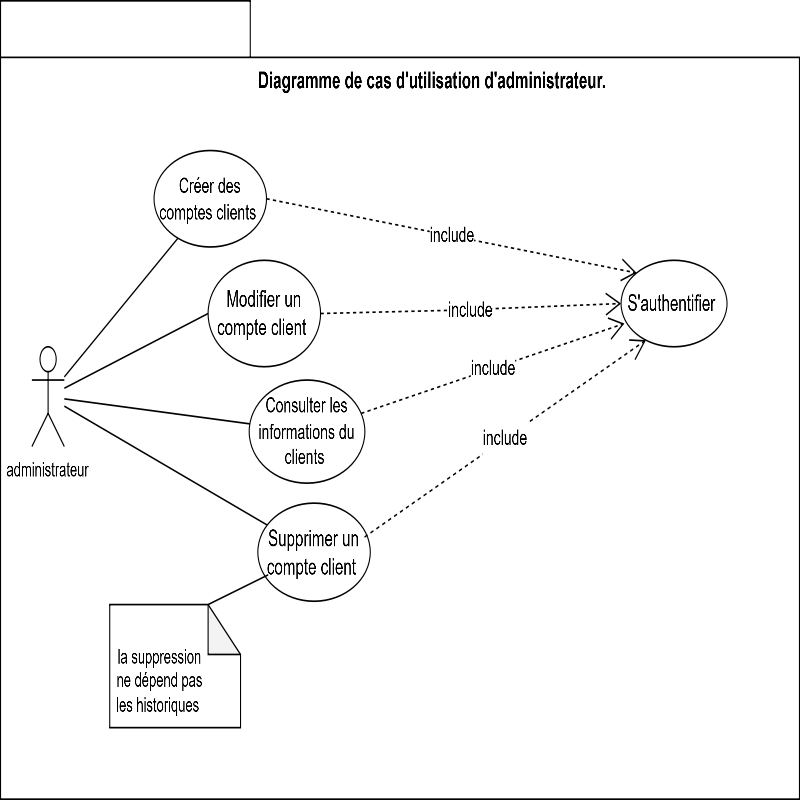 Diagramme de cas d'utilisation d'administrateur.
Créer des
comptes clients
include
Modifier un
compte client
include
S'authentifier
include
Consulter les
informations du
clients
include
administrateur
Supprimer un
compte client
la suppression
ne dépend pas
les historiques